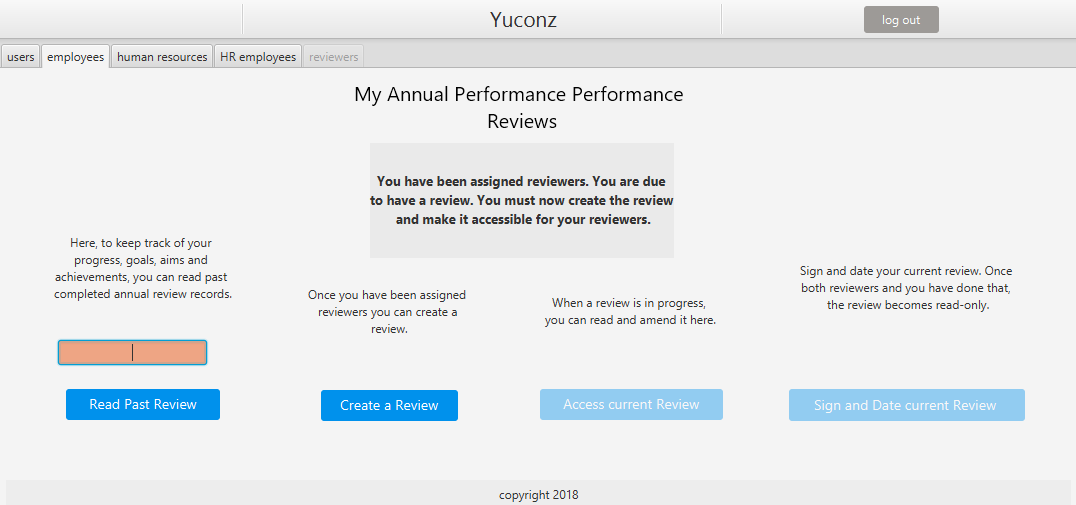 Yuconz
log out
users
employees
human resources
HR employees
reviewers
My Annual Performance Performance
Reviews
You have been assigned reviewers. You are due
to have a review. You must now create the review
and make it accessible for your reviewers.
Here, to keep track of your
progress, goals, aims and
achievements, you can read past
completed annual review records.
Read Past Review
Once you have been assigned
reviewers you can create a
review.
Create a Review
When a review is in progress,
you can read and amend it here.
Access current Review
Sign and date your current review. Once
both reviewers and you have done that,
the review becomes read-only.
Sign and Date current Review
copyright 2018